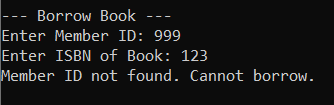 --- Borrow Book ---
Enter Member ID: 999
Enter ISBN of Book: 123
Member ID not found. Cannot borrow.